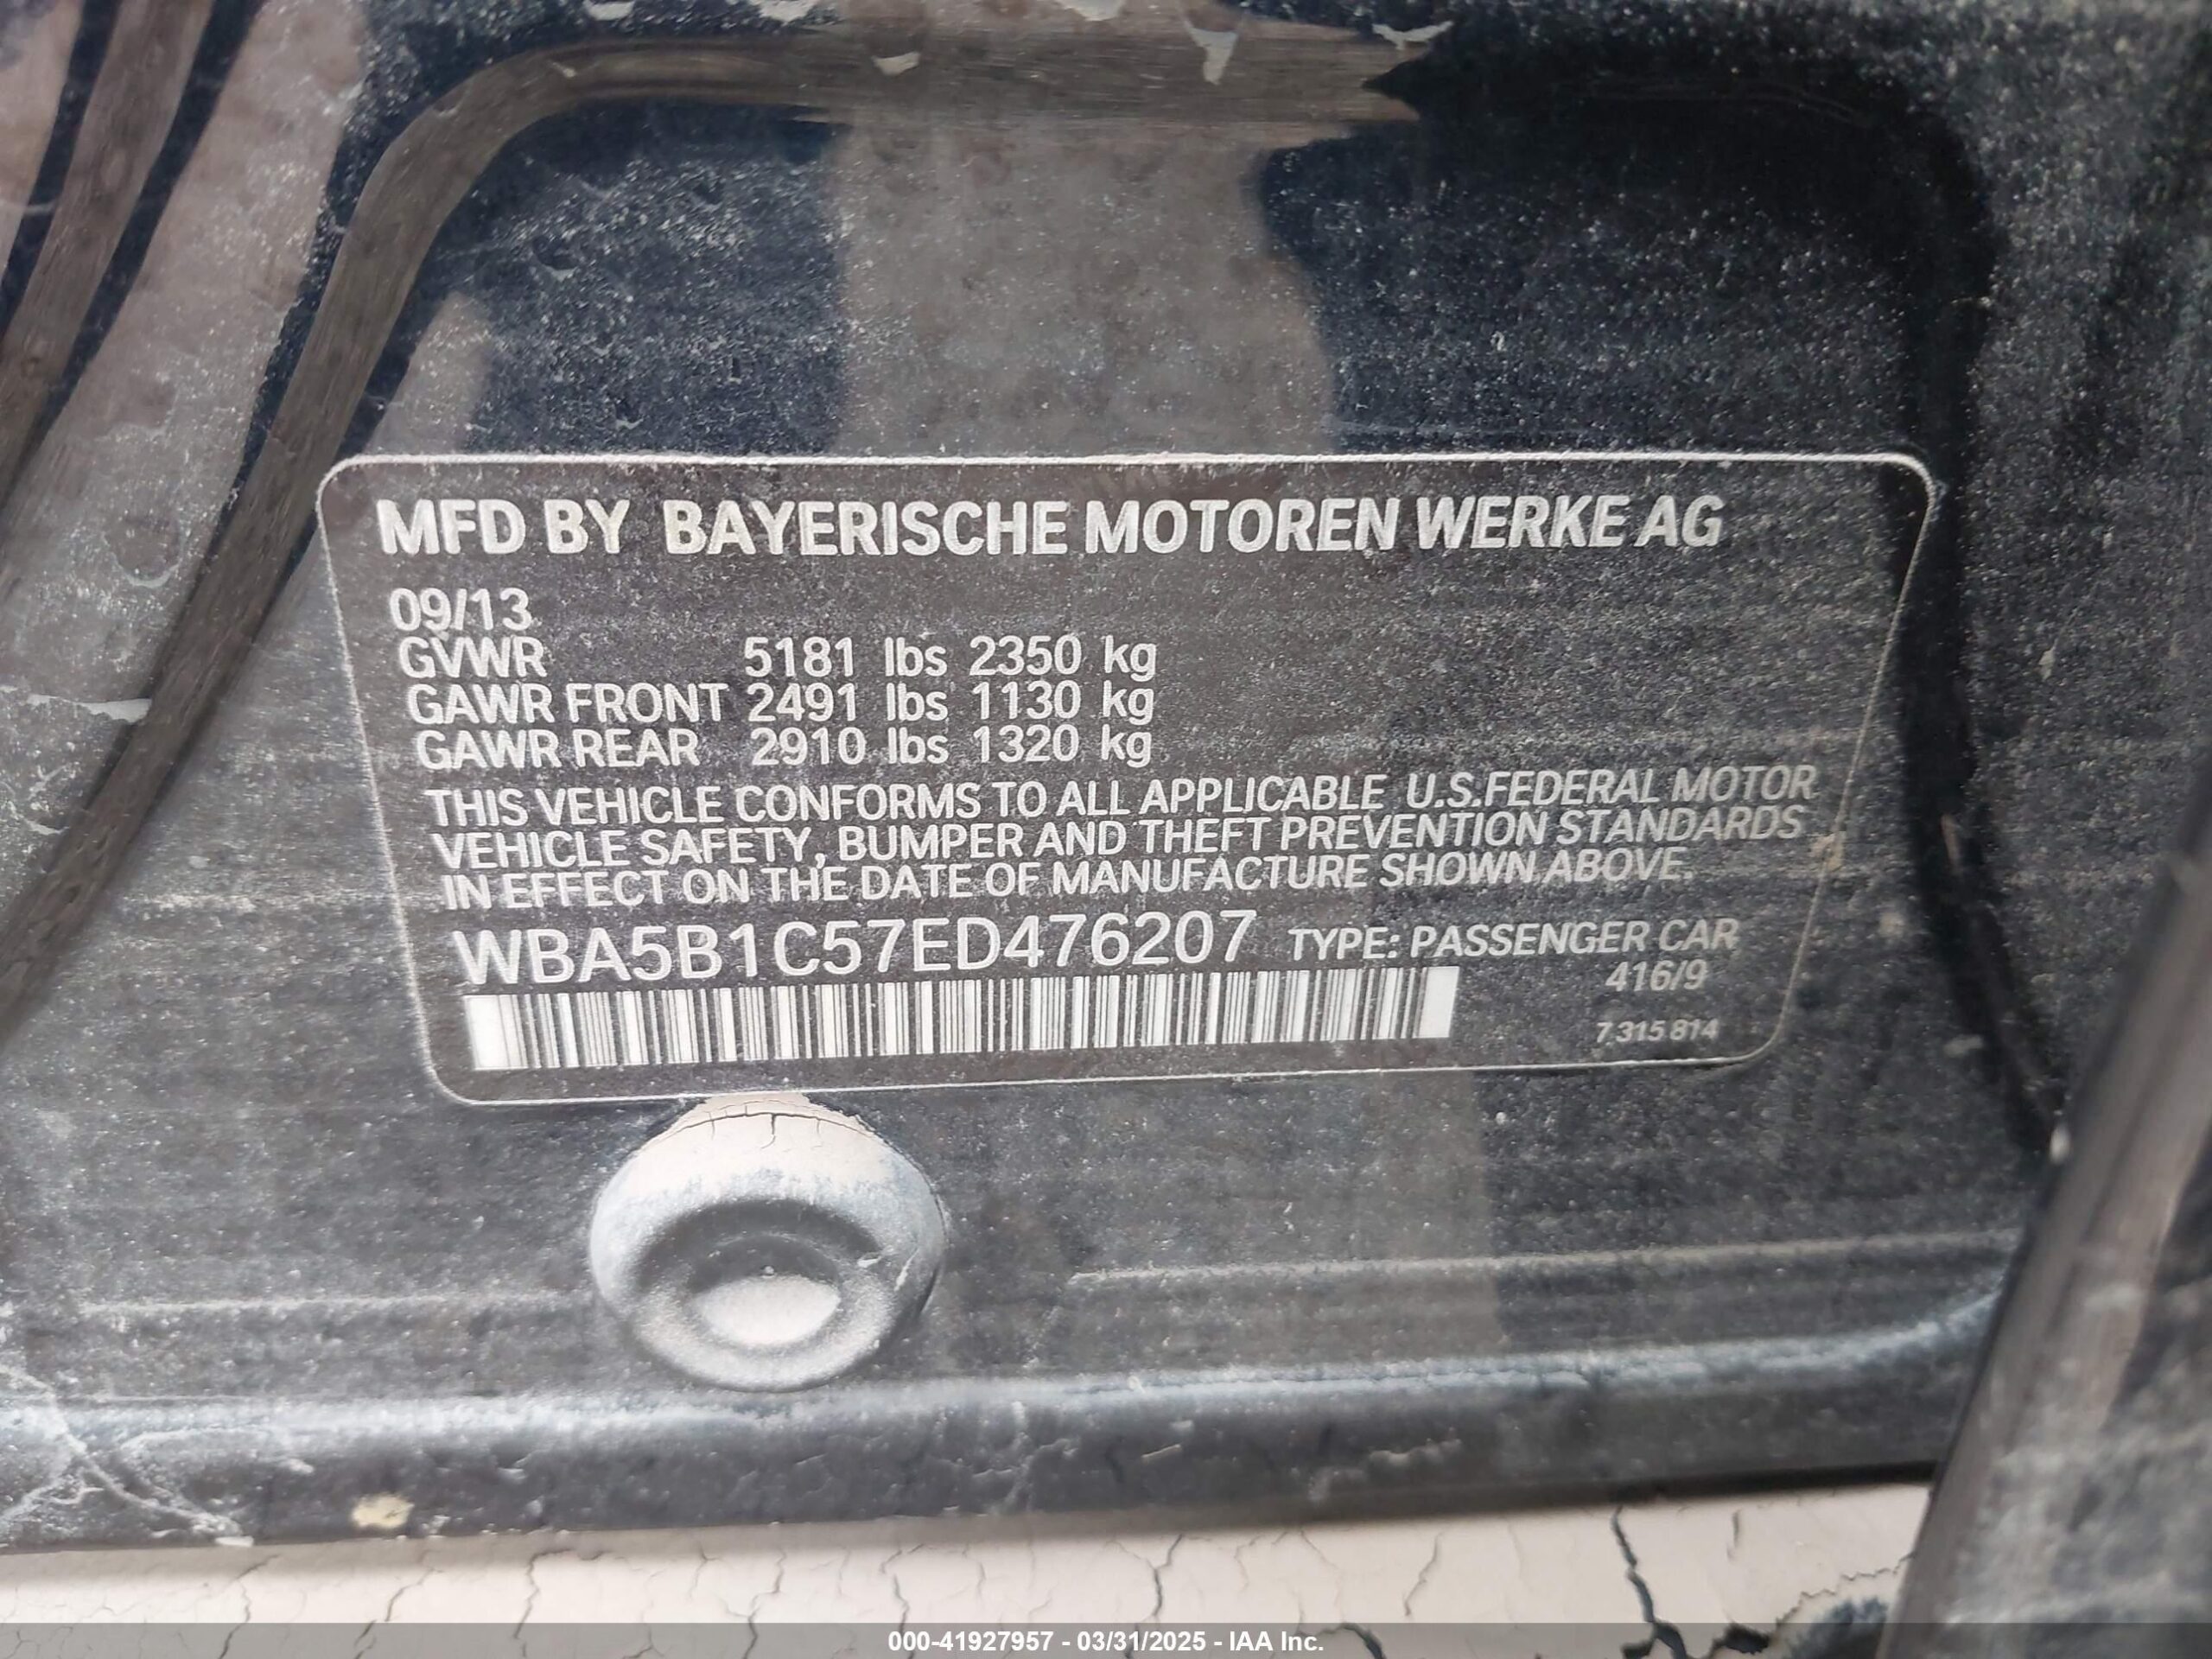 MFD BY BAYERISCHE MOTOREN WERKE AG
09/13
GVWR 5181 lbs 2350 kg
GAWR FRONT 2491 lbs 1130 kg
GAWR REAR 2910 lbs 1320 kg
THIS VEHICLE CONFORMS TO ALL APPLICABLE U.S.FEDERAL MOTOR
VEHICLE SAFETY, BUMPER AND THEFT PREVENTION STANDARDS
IN EFFECT ON THE DATE OF MANUFACTURE SHOWN ABOVE.
WBA5B1C57ED476207 TYPE: PASSENGER CAR
416/9
7 315 814
000-41927957 - 03/31/2025 - IAA Inc.